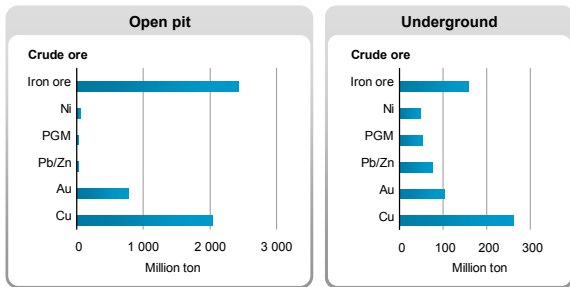 Open pit
Crude ore
Iron ore
Ni
PGM
Pb/Zn
Au
Cu
0 1 000 2 000 3 000
Million ton
Underground
Crude ore
Iron ore
Ni
PGM
Pb/Zn
Au
Cu
0 100 200 300
Million ton